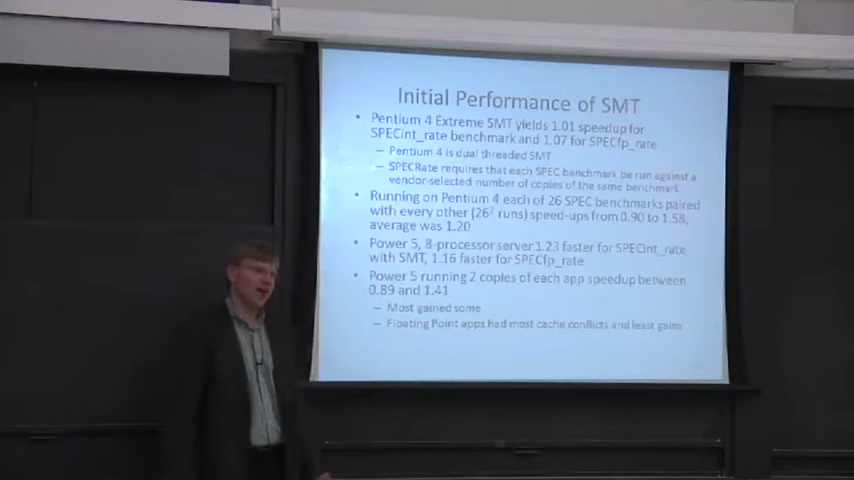 Initial Performance of SMT
• Pentium 4 Extreme SMT yields 1.01 speedup for
SPECint_rate benchmark and 1.07 for SPECfp_rate
– Pentium 4 is dual threaded SMT
– SPECRate requires that each SPEC benchmark be run against a
vendor-selected number of copies of the same benchmark
• Running on Pentium 4 each of 26 SPEC benchmarks paired
with every other (26² runs) speed-ups from 0.90 to 1.58;
average was 1.20
• Power 5, 8-processor server 1.23 faster for SPECint_rate
with SMT, 1.16 faster for SPECfp_rate
• Power 5 running 2 copies of each app speedup between
0.89 and 1.41
– Most gained some
– Floating Point apps had most cache conflicts and least gains